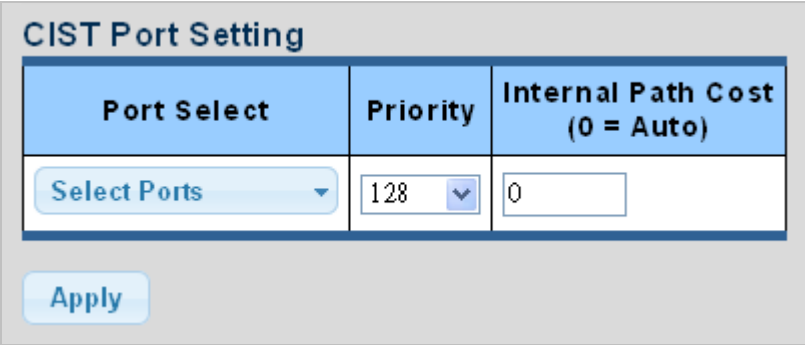 CIST Port Setting
Port Select Priority Internal Path Cost
(0 = Auto)
Select Ports 128 0
Apply